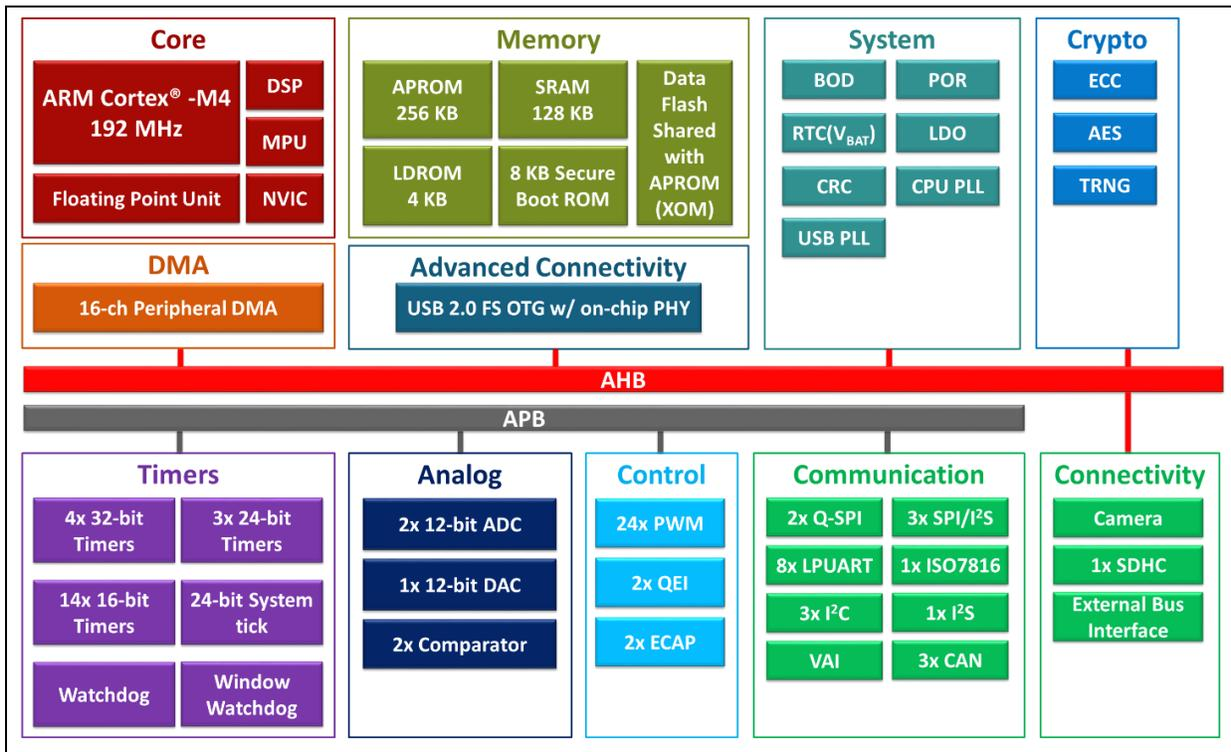 Core
ARM Cortex® -M4
192 MHz
DSP
MPU
Floating Point Unit
NVIC
Memory
APROM
256 KB
SRAM
128 KB
LDROM
4 KB
8 KB Secure
Boot ROM
Data
Flash
Shared
with
APROM
(XOM)
System
BOD
POR
RTC(VBAT)
LDO
CRC
CPU PLL
USB PLL
Crypto
ECC
AES
TRNG
DMA
16-ch Peripheral DMA
Advanced Connectivity
USB 2.0 FS OTG w/ on-chip PHY
AHB
APB
Timers
4x 32-bit
Timers
3x 24-bit
Timers
14x 16-bit
Timers
24-bit System
tick
Watchdog
Window
Watchdog
Analog
2x 12-bit ADC
1x 12-bit DAC
2x Comparator
Control
24x PWM
2x QEI
2x ECAP
Communication
2x Q-SPI
3x SPI/I²S
8x LPUART
1x ISO7816
3x I²C
1x I²S
VAI
3x CAN
Connectivity
Camera
1x SDHC
External Bus
Interface